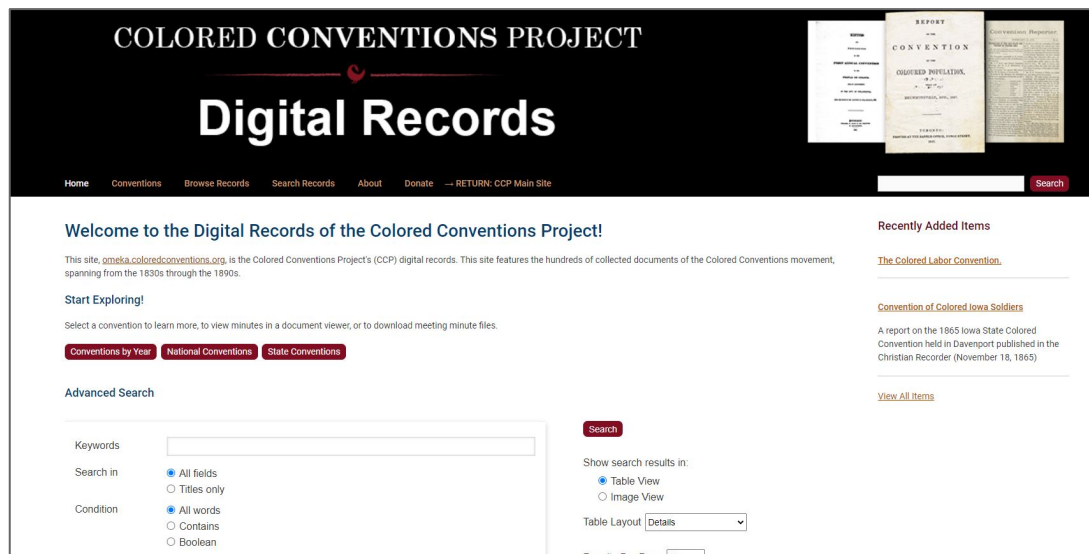 COLORED CONVENTIONS PROJECT
Digital Records
REPORT
CONVENTION
COLOURED POPULATION,
Convention Reporter.
Home Conventions Browse Records Search Records About Donate → RETURN: CCP Main Site
Search
Welcome to the Digital Records of the Colored Conventions Project!
This site, omeka.coloredconventions.org, is the Colored Conventions Project's (CCP) digital records. This site features the hundreds of collected documents of the Colored Conventions movement,
spanning from the 1830s through the 1890s.
Start Exploring!
Select a convention to learn more, to view minutes in a document viewer, or to download meeting minute files.
Conventions by Year National Conventions State Conventions
Advanced Search
Keywords
Search in
All fields
Titles only
Condition
All words
Contains
Boolean
Search
Show search results in:
Table View
Image View
Table Layout Details
Recently Added Items
The Colored Labor Convention.
Convention of Colored Iowa Soldiers
A report on the 1865 Iowa State Colored
Convention held in Davenport published in the
Christian Recorder (November 18, 1865)
View All Items